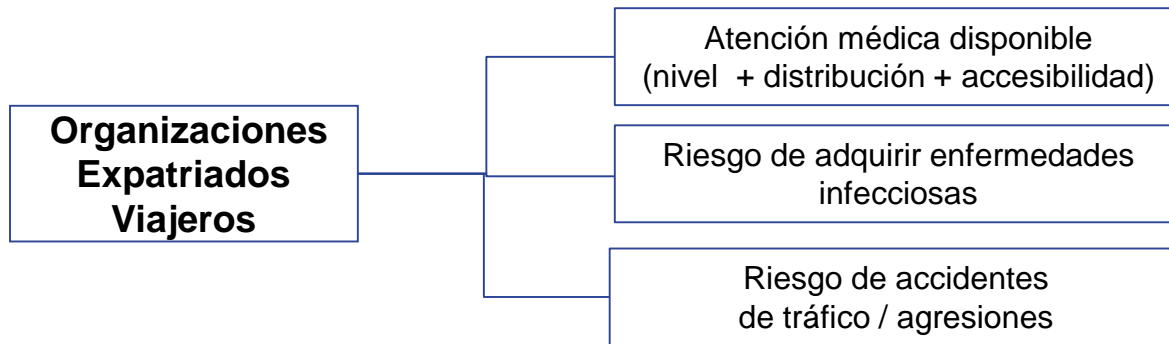 Organizaciones
Expatriados
Viajeros
Atención médica disponible
(nivel + distribución + accesibilidad)
Riesgo de adquirir enfermedades
infecciosas
Riesgo de accidentes
de tráfico / agresiones